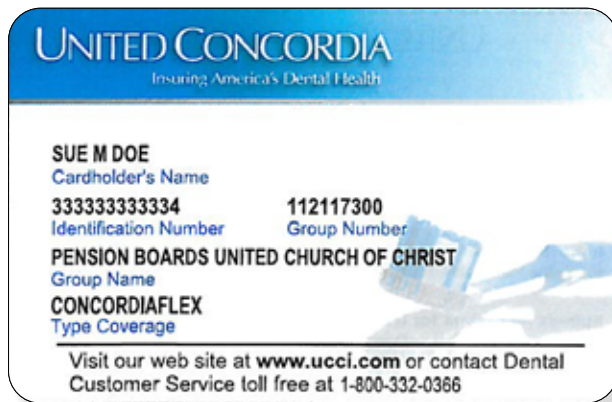 UNITED CONCORDIA
Insuring America's Dental Health
SUE M DOE
Cardholder's Name
333333333334 112117300
Identification Number Group Number
PENSION BOARDS UNITED CHURCH OF CHRIST
Group Name
CONCORDIAFLEX
Type Coverage
Visit our web site at www.ucci.com or contact Dental
Customer Service toll free at 1-800-332-0366